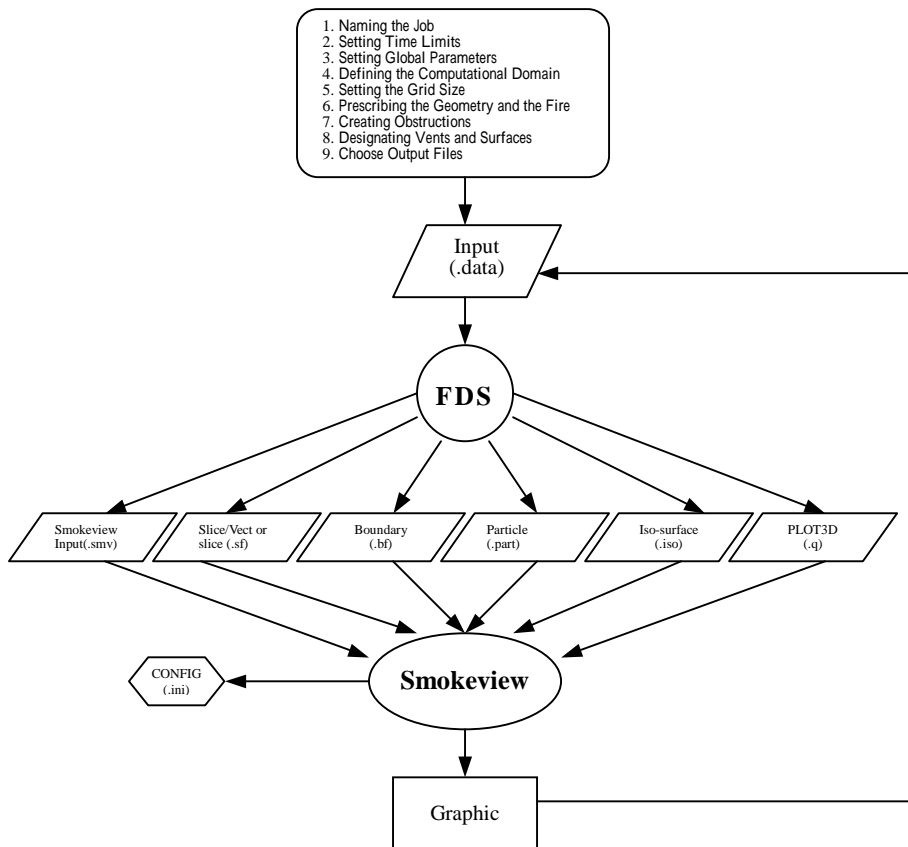 1. Naming the Job
2. Setting Time Limits
3. Setting Global Parameters
4. Defining the Computational Domain
5. Setting the Grid Size
6. Prescribing the Geometry and the Fire
7. Creating Obstructions
8. Designating Vents and Surfaces
9. Choose Output Files
Input
(.data)
FDS
Smokeview
Input(.smv)
Slice/Vect or
slice (.sf)
Boundary
(.bf)
Particle
(.part)
Iso-surface
(.iso)
PLOT3D
(.q)
CONFIG
(.ini)
Smokeview
Graphic